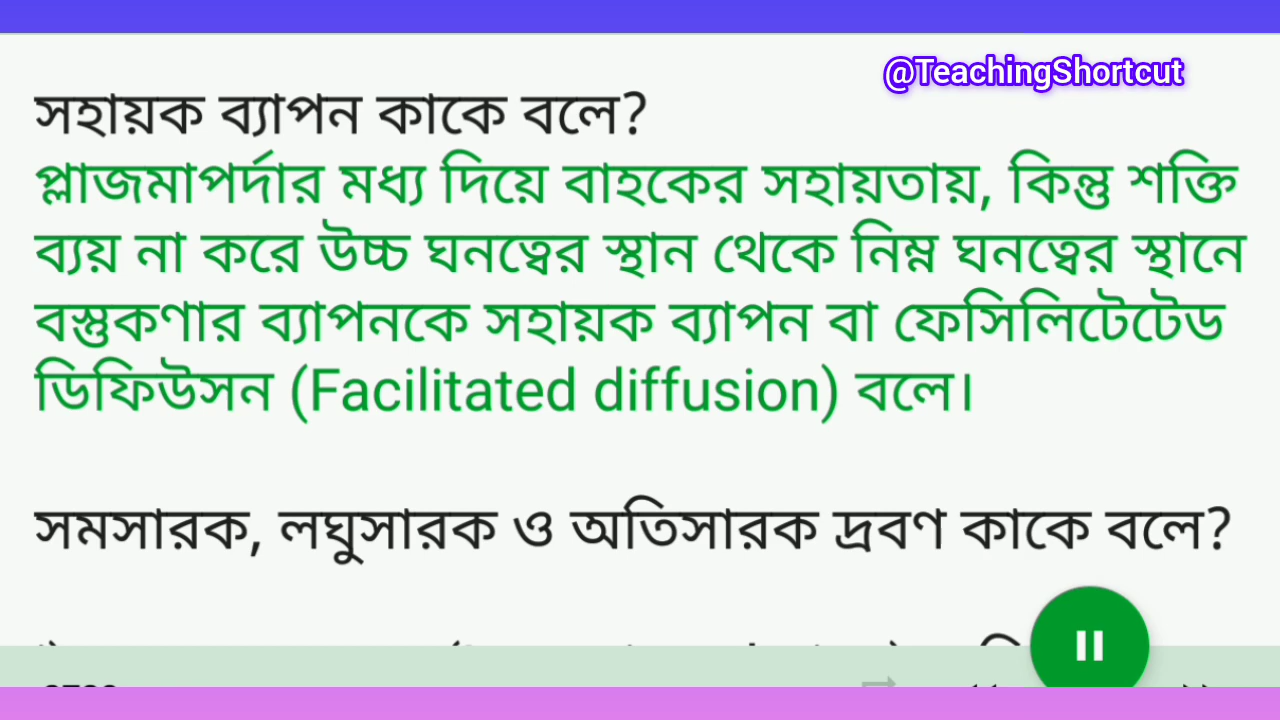 @TeachingShortcut
সহায়ক ব্যাপন কাকে বলে?
প্লাজমাপর্দার মধ্য দিয়ে বাহকের সহায়তায়, কিন্তু শক্তি
ব্যয় না করে উচ্চ ঘনত্বের স্থান থেকে নিম্ন ঘনত্বের স্থানে
বস্তুকণার ব্যাপনকে সহায়ক ব্যাপন বা ফেসিলিটেটেড
ডিফিউসন (Facilitated diffusion) বলে।
সমসারক, লঘুসারক ও অতিসারক দ্রবণ কাকে বলে?